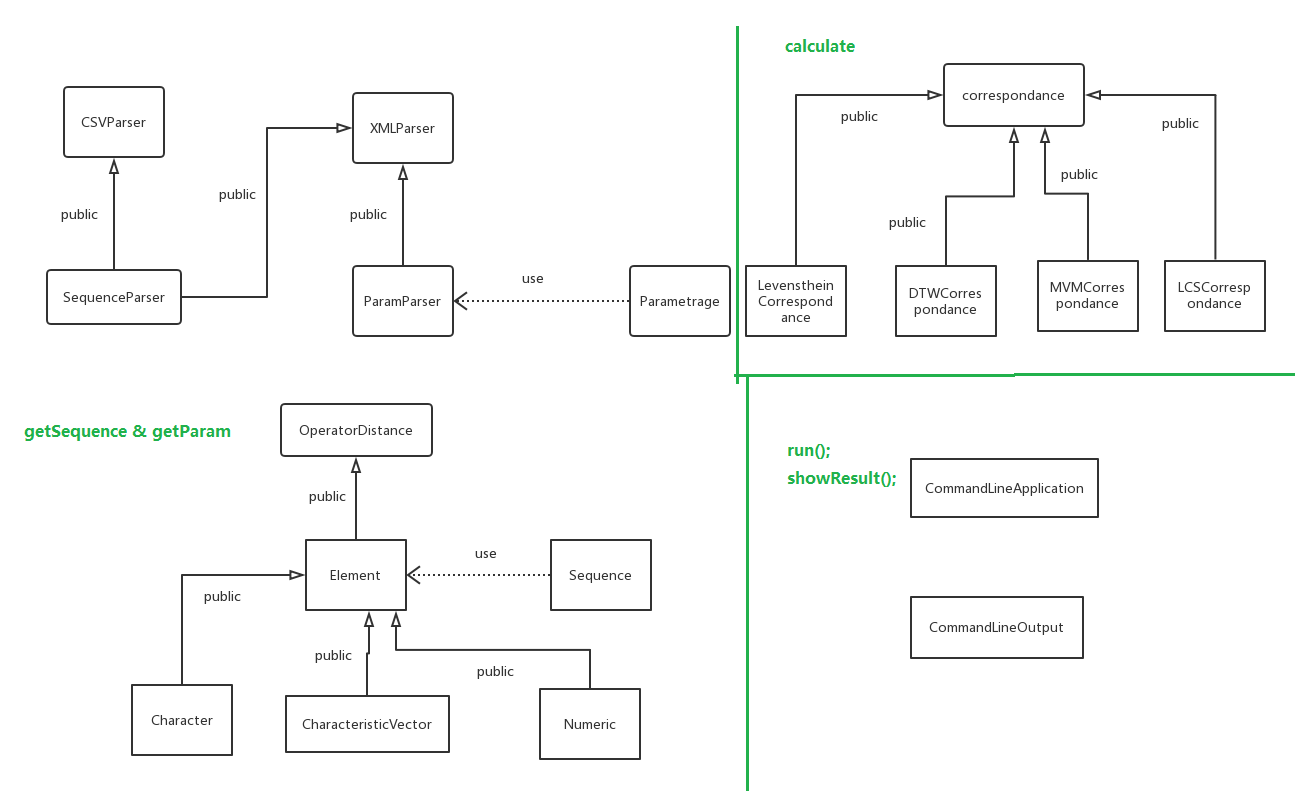 calculate
CSVParser
XMLParser
correspondance
public
public
public
public
public
public
public
public
SequenceParser
ParamParser
use
Parametrage
Levensthein
Correspond
ance
DTWCorres
pondance
MVMCorres
pondance
LCSCorresp
ondance
getSequence & getParam
OperatorDistance
public
Element
use
Sequence
public
public
public
Character
CharacteristicVector
Numeric
run();
showResult();
CommandLineApplication
CommandLineOutput